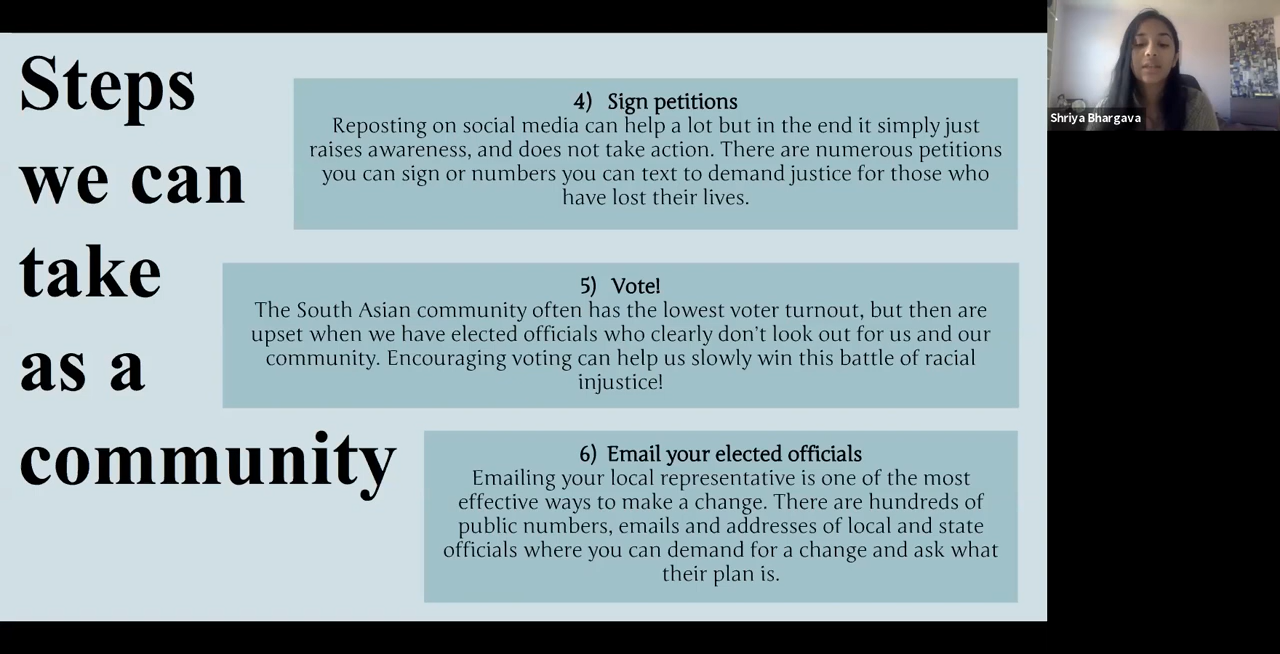 Steps
we can
take
as a
community
4) Sign petitions
Reposting on social media can help a lot but in the end it simply just
raises awareness, and does not take action. There are numerous petitions
you can sign or numbers you can text to demand justice for those who
have lost their lives.
5) Vote!
The South Asian community often has the lowest voter turnout, but then are
upset when we have elected officials who clearly don't look out for us and our
community. Encouraging voting can help us slowly win this battle of racial
injustice!
6) Email your elected officials
Emailing your local representative is one of the most
effective ways to make a change. There are hundreds of
public numbers, emails and addresses of local and state
officials where you can demand for a change and ask what
their plan is.
Shriya Bhargava